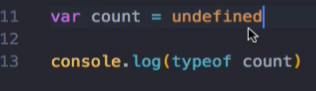 11 var count = undefined
12
13 console.log(typeof count)